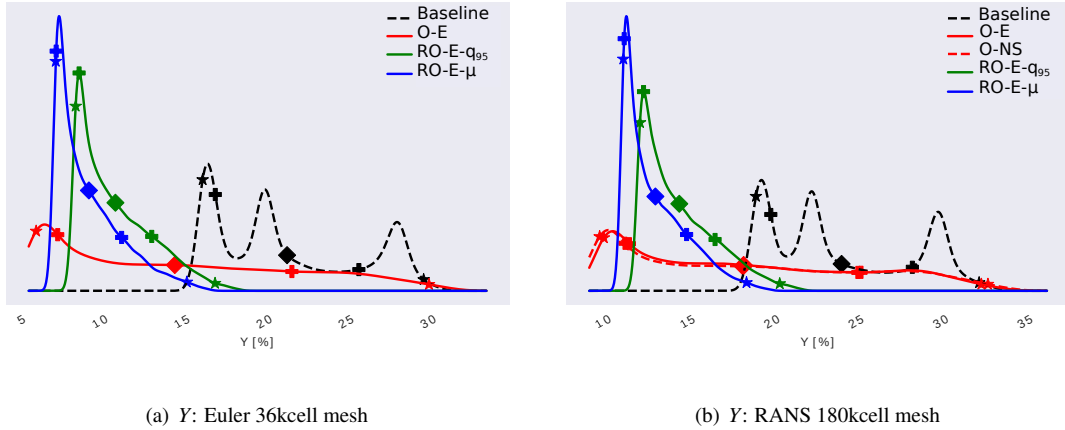 Baseline
O-E
RO-E-q₉₅
RO-E-μ
5 10 15 20 25 30
Y [%]
(a) Y: Euler 36kcell mesh
Baseline
O-E
O-NS
RO-E-q₉₅
RO-E-μ
10 15 20 25 30 35
Y [%]
(b) Y: RANS 180kcell mesh